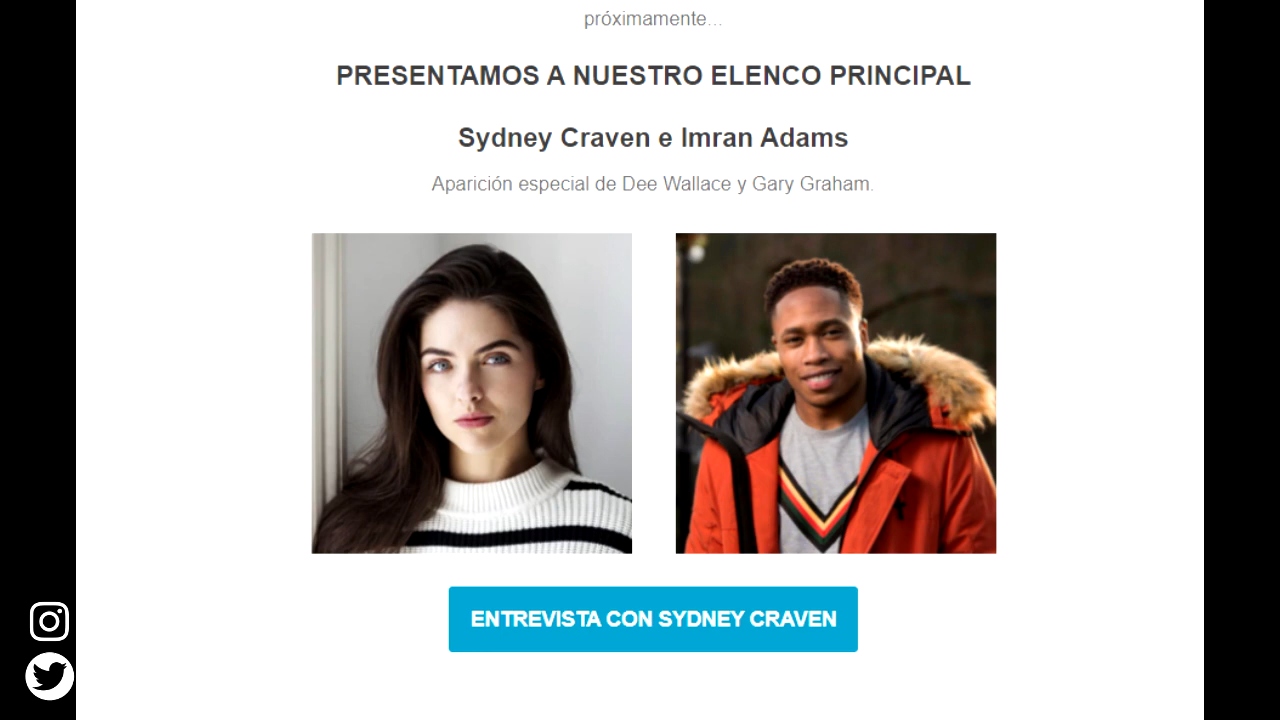 próximamente...
PRESENTAMOS A NUESTRO ELENCO PRINCIPAL
Sydney Craven e Imran Adams
Aparición especial de Dee Wallace y Gary Graham.
ENTREVISTA CON SYDNEY CRAVEN